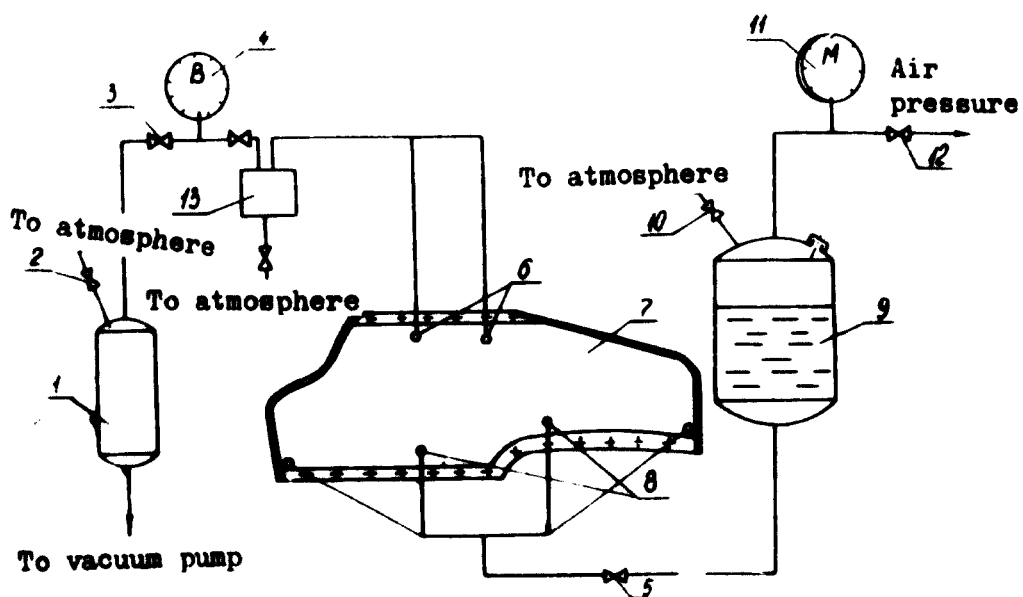 11
4
B
M
Air
pressure
3
12
13
To atmosphere
10
To atmosphere
2
To atmosphere
6
7
9
1
8
To vacuum pump
5